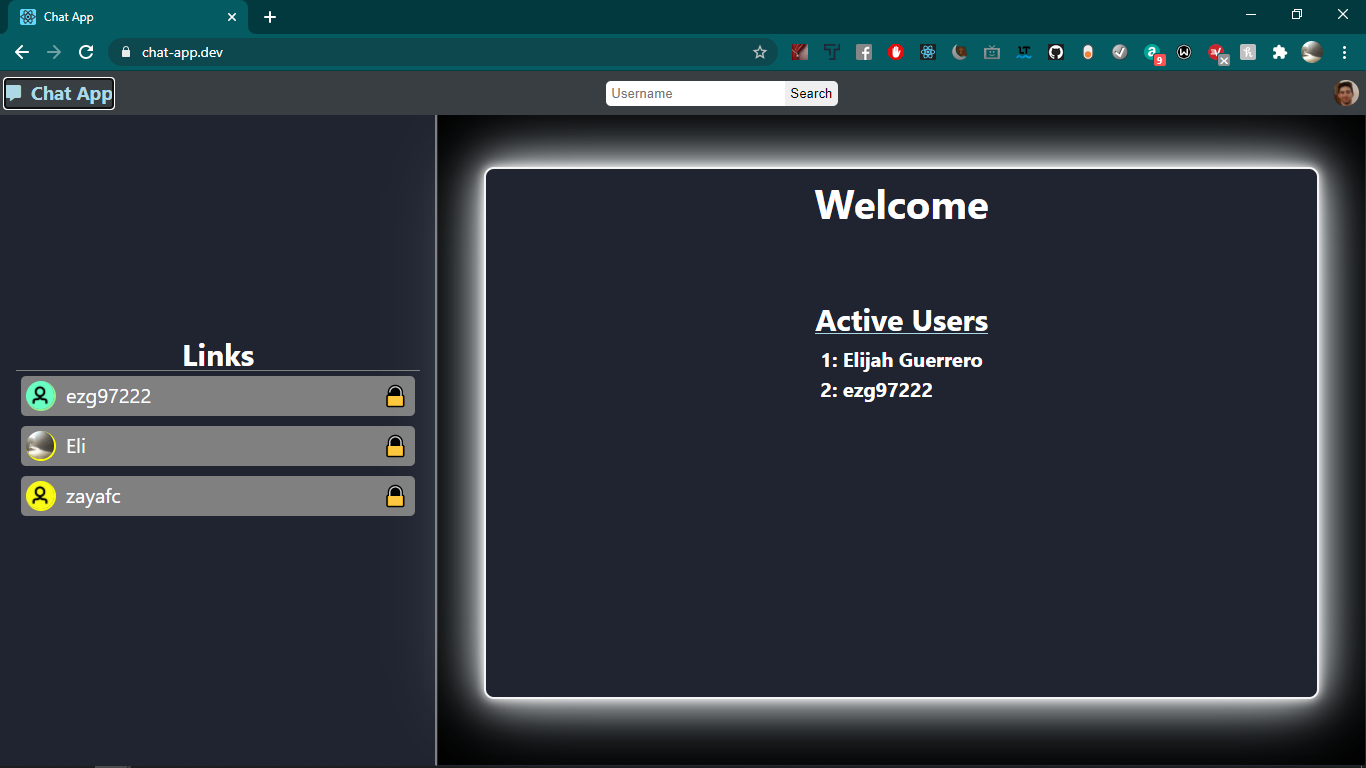 Chat App
chat-app.dev
9
Chat App
Username Search
Links
ezg97222
Eli
zayafc
Welcome
Active Users
1: Elijah Guerrero
2: ezg97222